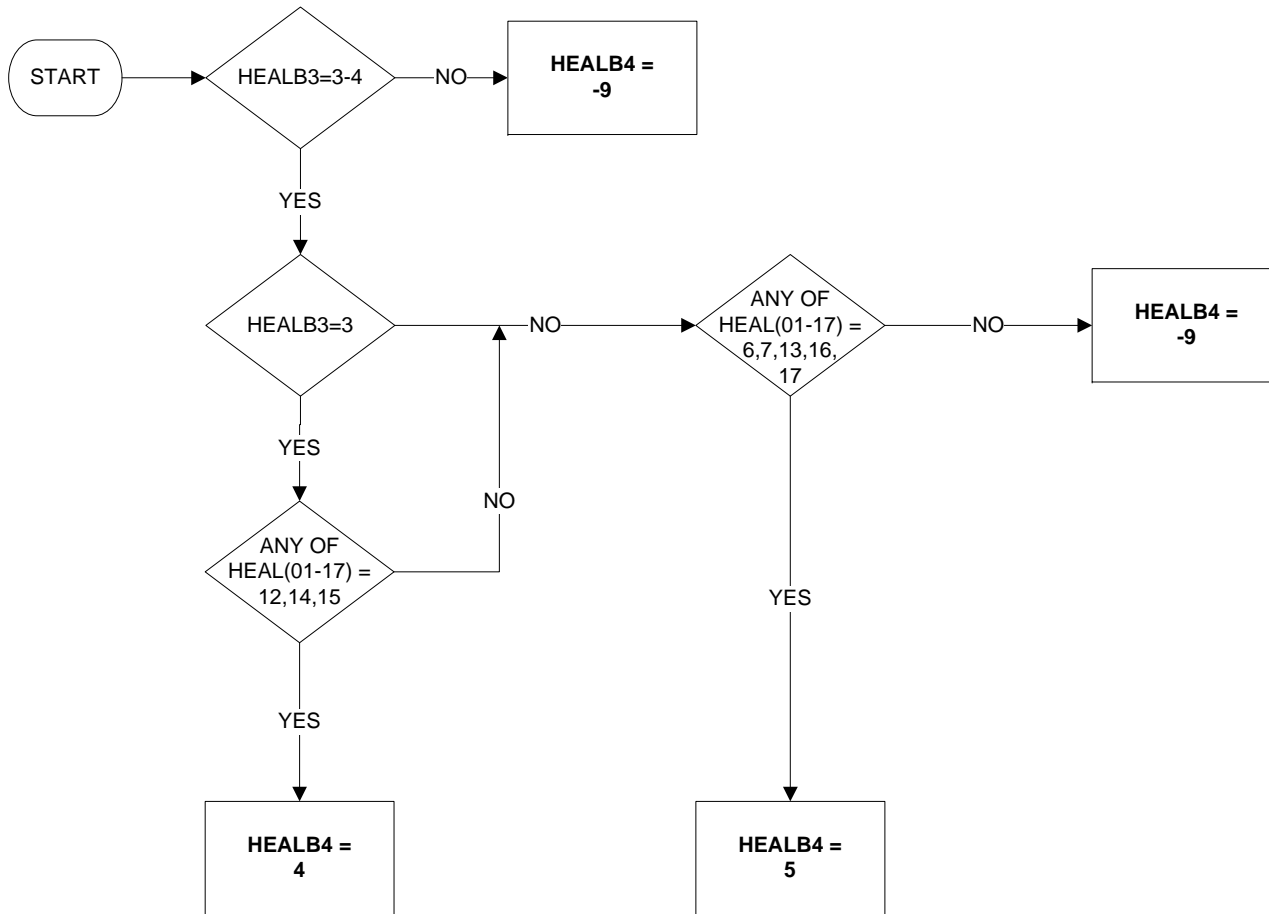 START
HEALB3=3-4
NO
HEALB4 =
-9
YES
HEALB3=3
NO
ANY OF
HEAL(01-17) =
6,7,13,16,
17
NO
HEALB4 =
-9
YES
NO
ANY OF
HEAL(01-17) =
12,14,15
YES
YES
HEALB4 =
4
HEALB4 =
5